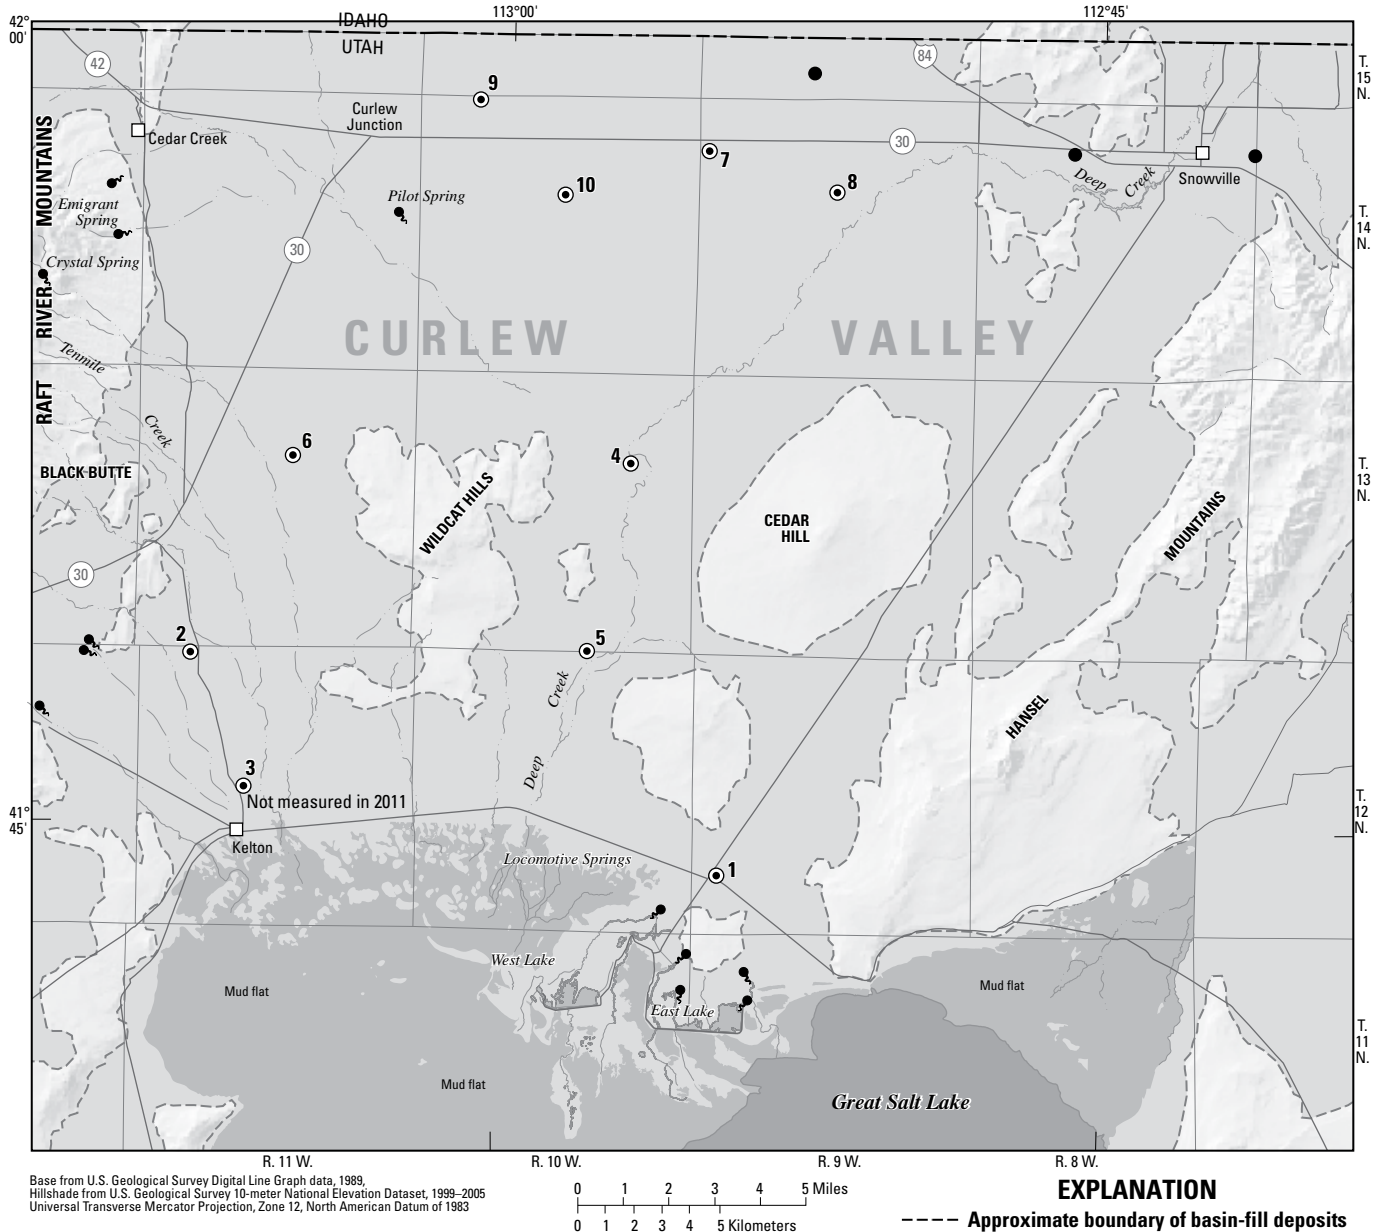 42°
00'
113°00'
112°45'
IDAHO
UTAH
42
84
T.
15
N.
9
Curlew
Junction
Cedar Creek
30
7
Snowville
Deep
Creek
10
8
Pilot Spring
Emigrant
Spring
T.
14
N.
30
Crystal Spring
RAFT RIVER MOUNTAINS
CURLEW VALLEY
Tenmile
Creek
6
4
BLACK BUTTE
WILDCAT HILLS
CEDAR
HILL
MOUNTAINS
T.
13
N.
30
2
5
Creek
HANSEL
Deep
3
Not measured in 2011
41°
45'
T.
12
N.
Kelton
Locomotive Springs
1
West Lake
Mud flat
Mud flat
East Lake
T.
11
N.
Mud flat
Great Salt Lake
R. 11 W.
R. 10 W.
R. 9 W.
R. 8 W.
Base from U.S. Geological Survey Digital Line Graph data, 1989,
Hillshade from U.S. Geological Survey 10-meter National Elevation Dataset, 1999–2005
Universal Transverse Mercator Projection, Zone 12, North American Datum of 1983
0 1 2 3 4 5 Miles
0 1 2 3 4 5 Kilometers
EXPLANATION
Approximate boundary of basin-fill deposits